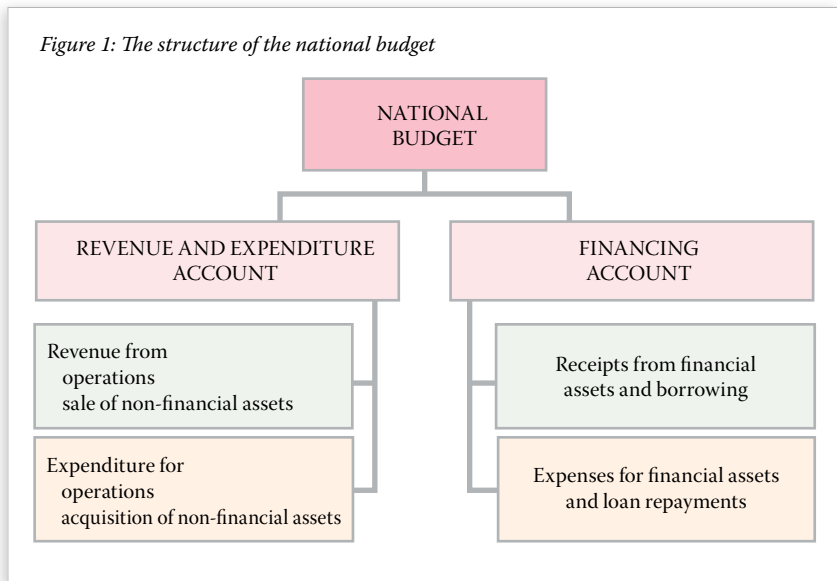 Figure 1: The structure of the national budget
NATIONAL
BUDGET
REVENUE AND EXPENDITURE
ACCOUNT
FINANCING
ACCOUNT
Revenue from
operations
sale of non-financial assets
Receipts from financial
assets and borrowing
Expenditure for
operations
acquisition of non-financial assets
Expenses for financial assets
and loan repayments